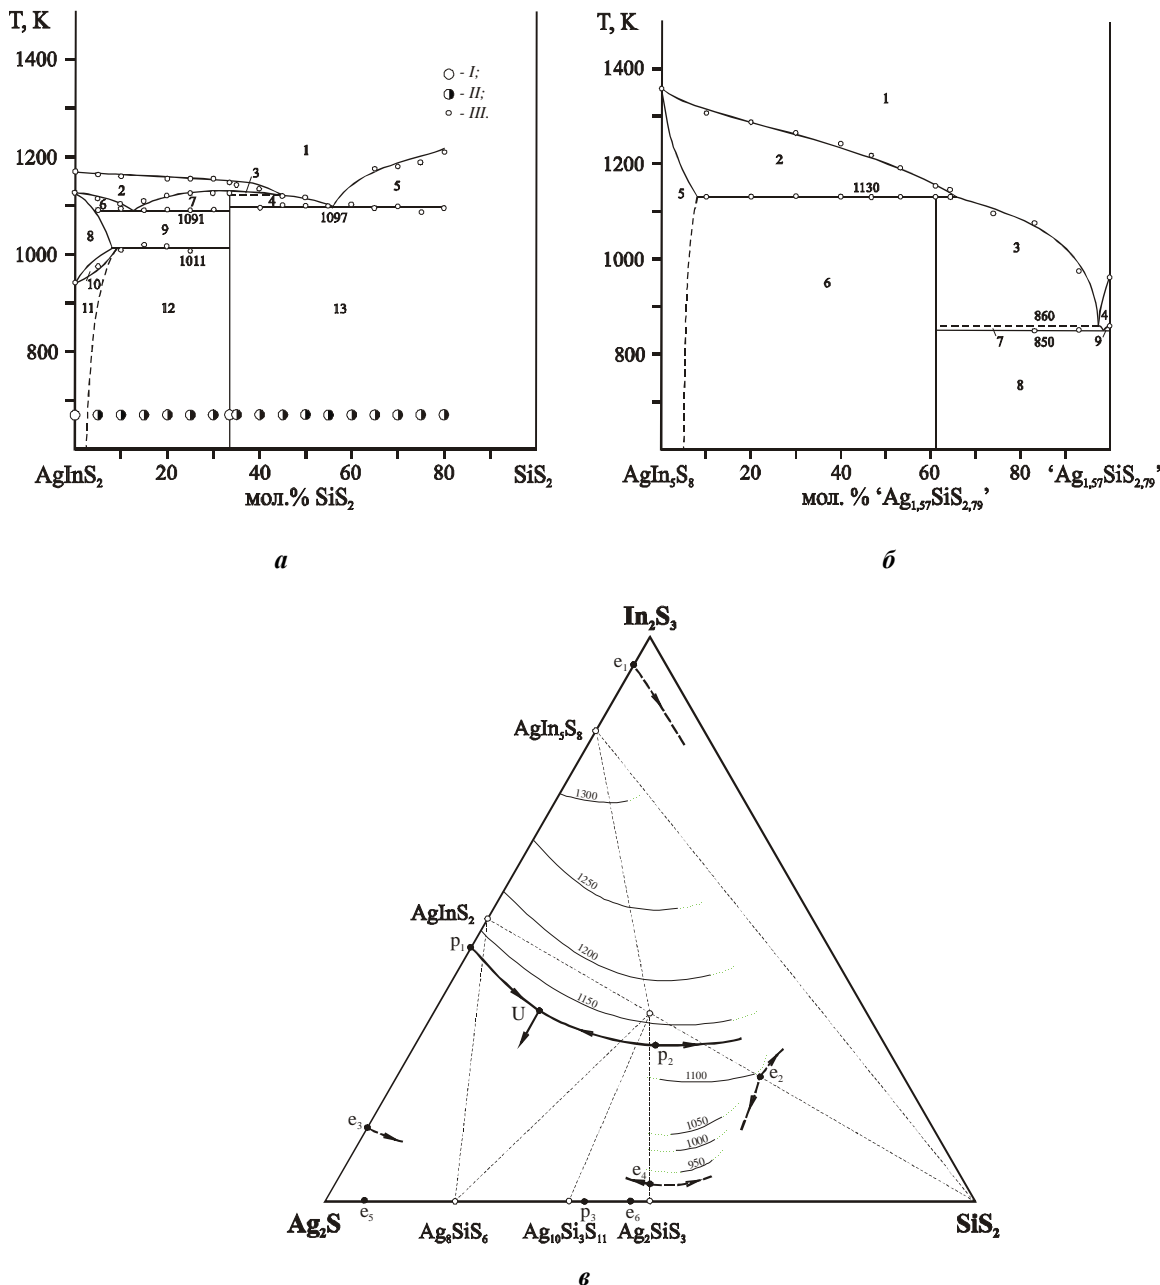 T, K
1400
1200
1000
800
- I;
- II;
- III.
1
2
3
4
5
6
7
8
9
10
11
12
13
1091
1097
1011
AgInS₂
20
40
60
80
SiS₂
мол.% SiS₂
а
T, K
1400
1200
1000
800
1
2
3
4
5
6
7
8
9
1130
860
850
AgIn₅S₈
20
40
60
80
‘Ag₁,₅₇SiS₂,₇₉’
мол. % ‘Ag₁,₅₇SiS₂,₇₉’
б
In₂S₃
e₁
AgIn₅S₈
1300
1250
AgInS₂
p₁
1200
1150
U
p₂
1100
e₂
1050
1000
950
e₃
e₄
Ag₂S
e₅
Ag₈SiS₆
Ag₁₀Si₃S₁₁
p₃
e₆
Ag₂SiS₃
SiS₂
в